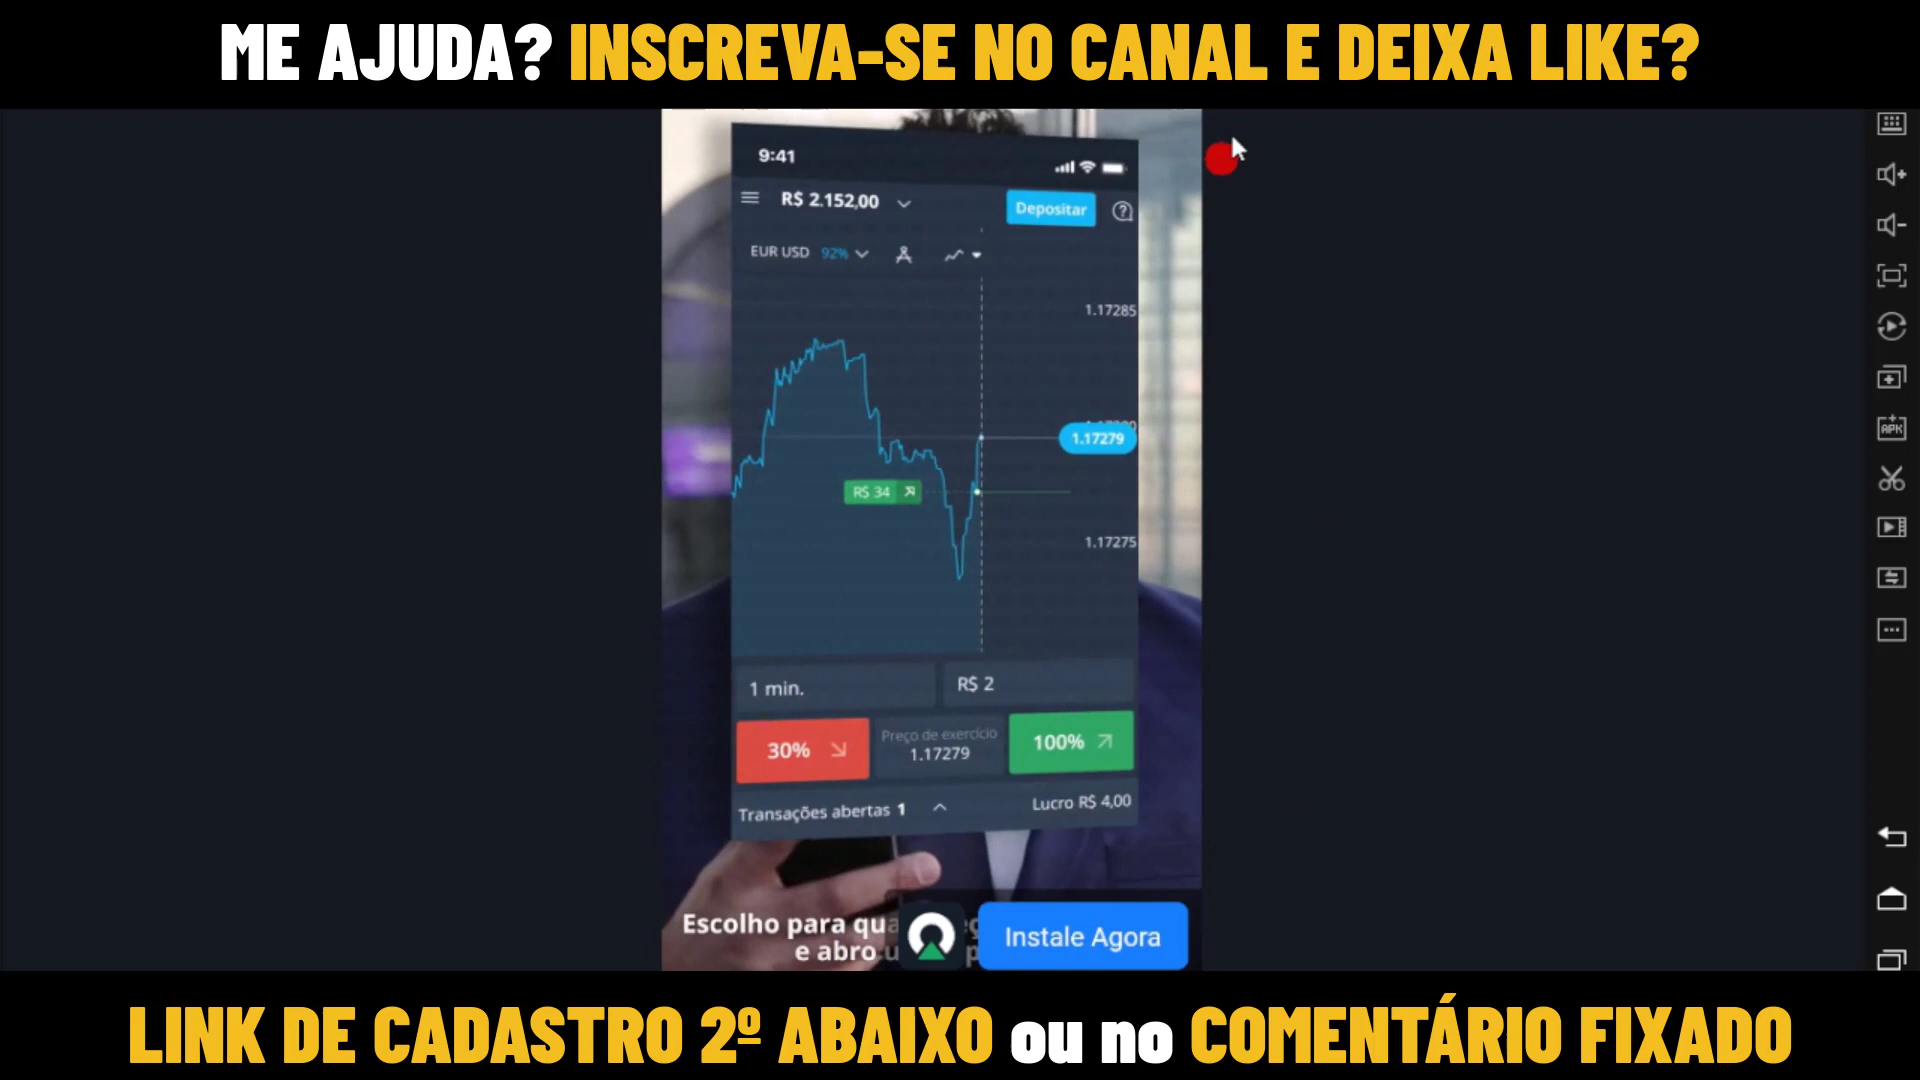 ME AJUDA? INSCREVA-SE NO CANAL E DEIXA LIKE?
9:41
R$ 2.152,00
Depositar
EUR USD 92%
1.17285
1.17279
R$ 34
1.17275
APK
1 min.
R$ 2
30%
Preço de exercício
1.17279
100%
Transações abertas 1
Lucro R$ 4,00
Escolho para
e abro
Instale Agora
LINK DE CADASTRO 2º ABAIXO ou no COMENTÁRIO FIXADO